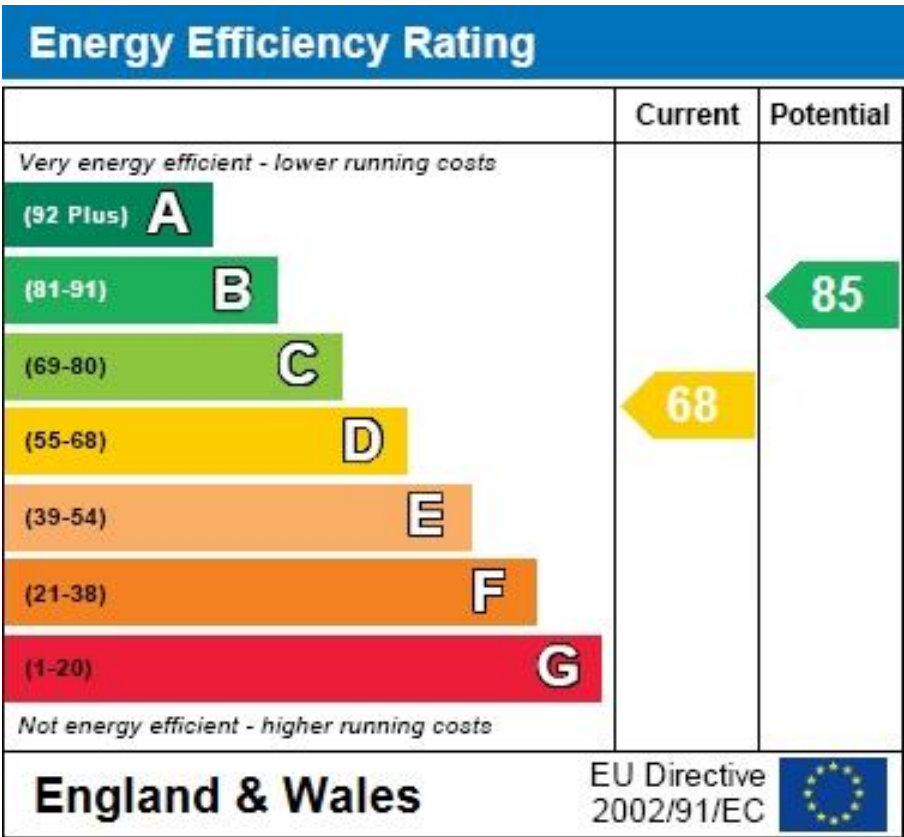 Energy Efficiency Rating
Current Potential
Very energy efficient - lower running costs
(92 Plus) A
(81-91) B
85
(69-80) C
68
(55-68) D
(39-54) E
(21-38) F
(1-20) G
Not energy efficient - higher running costs
England & Wales
EU Directive
2002/91/EC